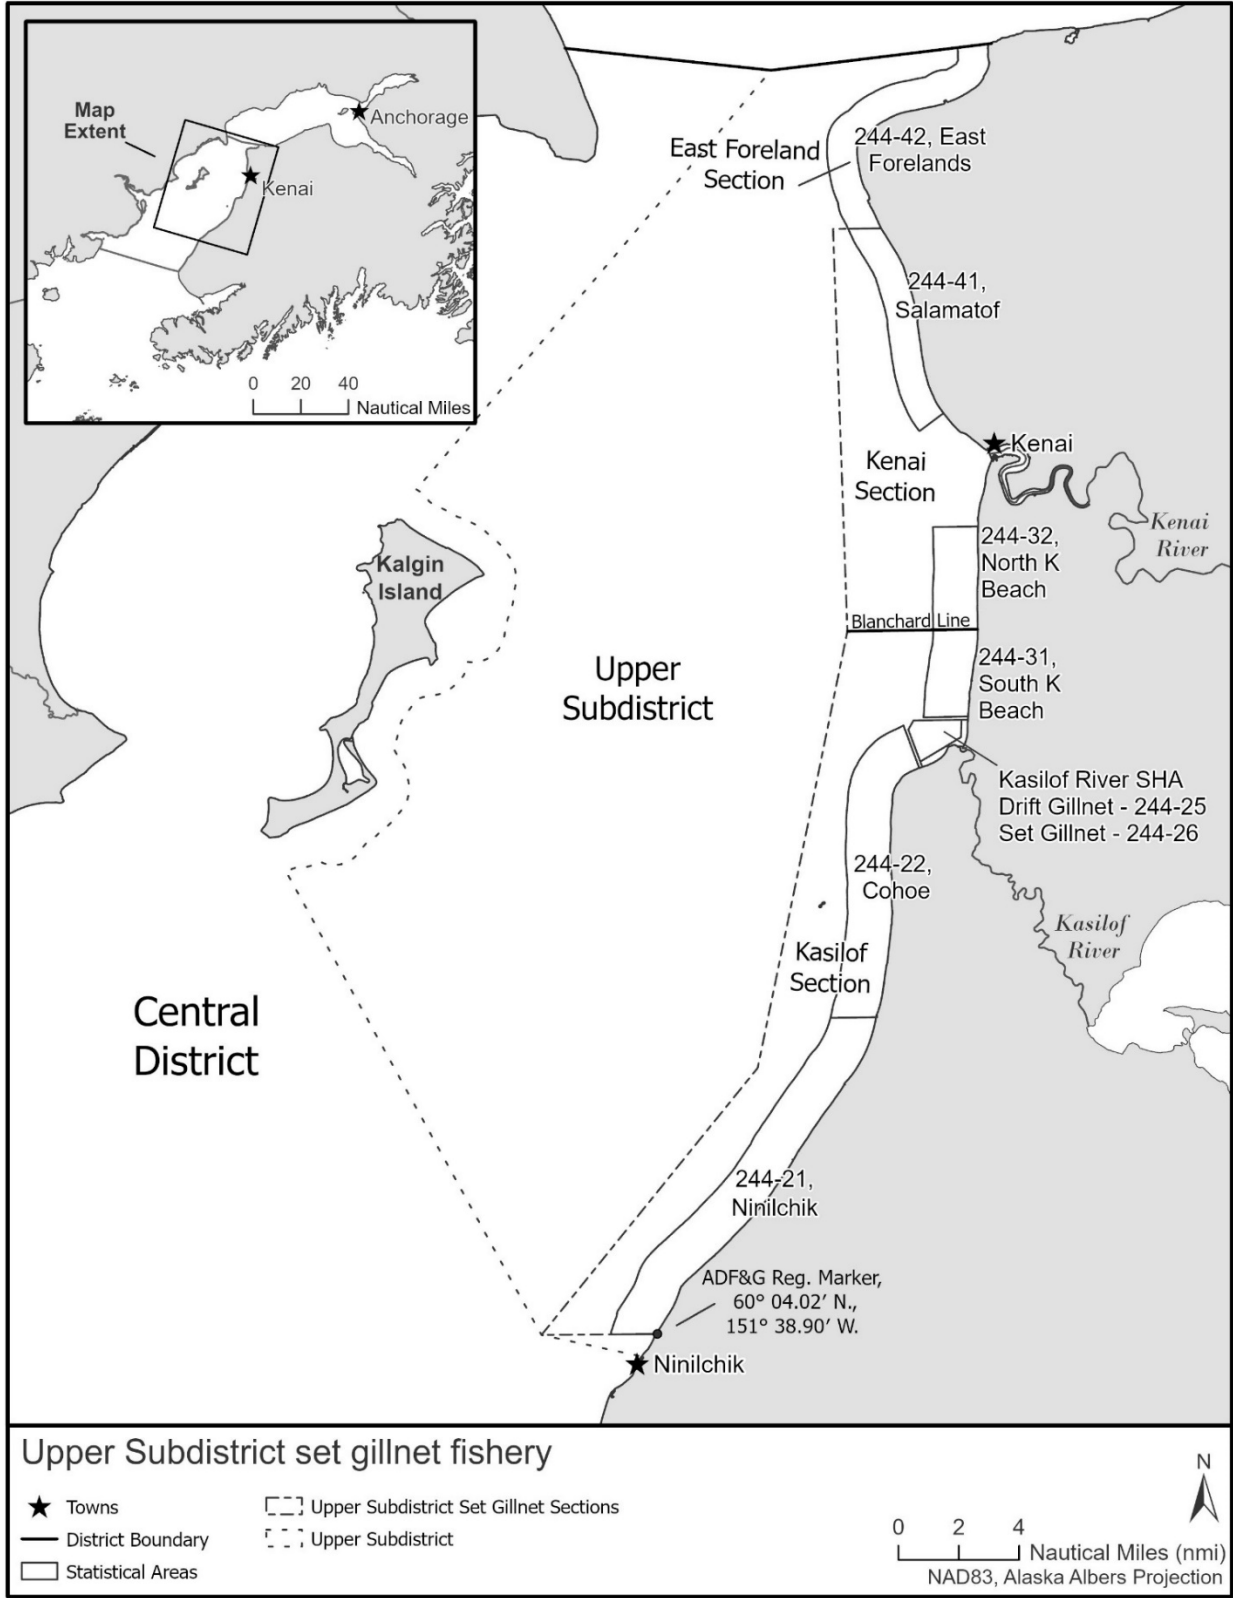 Map
Extent
Anchorage
Kenai
0 20 40
Nautical Miles
East Foreland
Section
244-42, East
Forelands
244-41,
Salamatof
Kenai
Kenai
Section
Kenai
River
244-32,
North K
Beach
Kalgin
Island
Blanchard Line
Upper
Subdistrict
244-31,
South K
Beach
Kasilof River SHA
Drift Gillnet - 244-25
Set Gillnet - 244-26
244-22,
Cohoe
Kasilof
River
Kasilof
Section
Central
District
244-21,
Ninilchik
ADF&G Reg. Marker,
60° 04.02′ N.,
151° 38.90′ W.
Ninilchik
Upper Subdistrict set gillnet fishery
Towns
District Boundary
Statistical Areas
Upper Subdistrict Set Gillnet Sections
Upper Subdistrict
N
0 2 4
Nautical Miles (nmi)
NAD83, Alaska Albers Projection